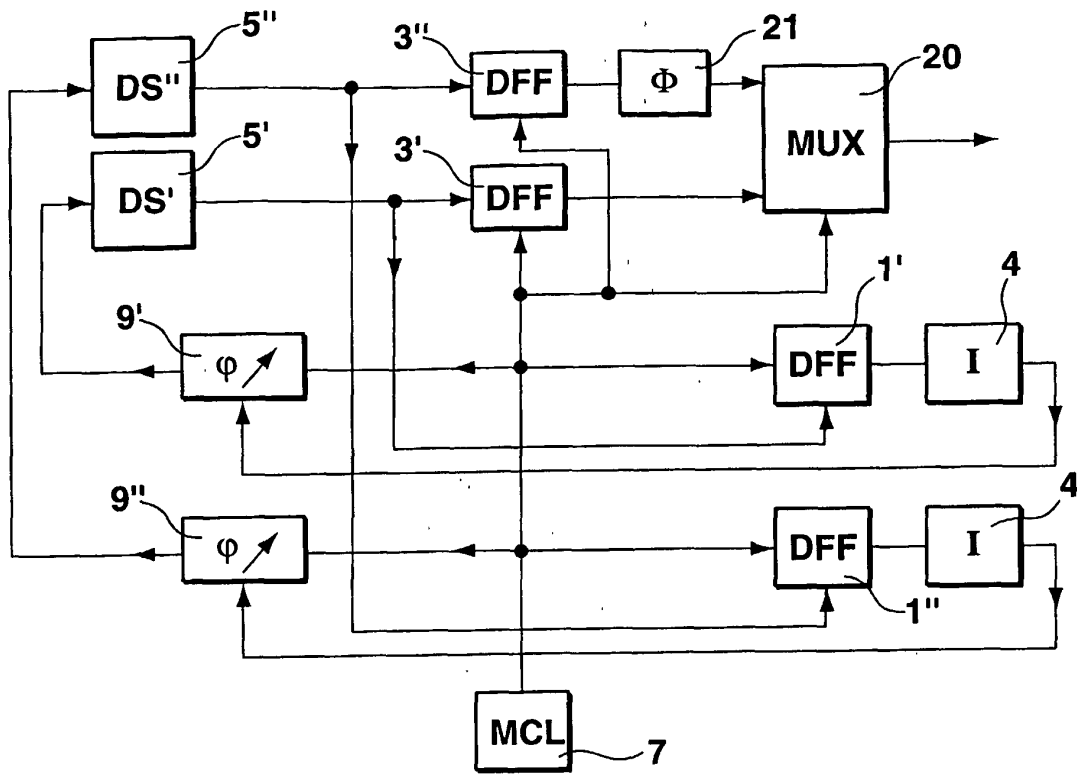 5"
DS"
3"
DFF
21
Φ
20
MUX
5'
DS'
3'
DFF
9'
φ
1'
DFF
4
I
9"
φ
DFF
1"
4
I
MCL
7